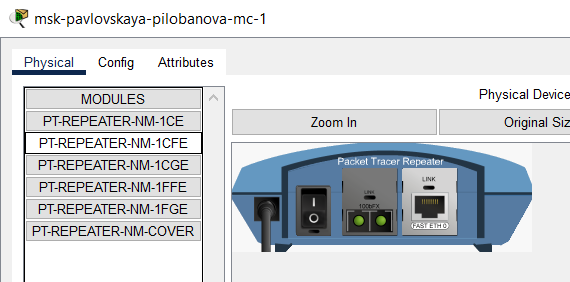 msk-pavlovskaya-pilobanova-mc-1
Physical Config Attributes
MODULES
PT-REPEATER-NM-1CE
PT-REPEATER-NM-1CFE
PT-REPEATER-NM-1CGE
PT-REPEATER-NM-1FFE
PT-REPEATER-NM-1FGE
PT-REPEATER-NM-COVER
Physical Device
Zoom In Original Siz
Packet Tracer Repeater
LINK LINK
100bFX
FAST ETH 0